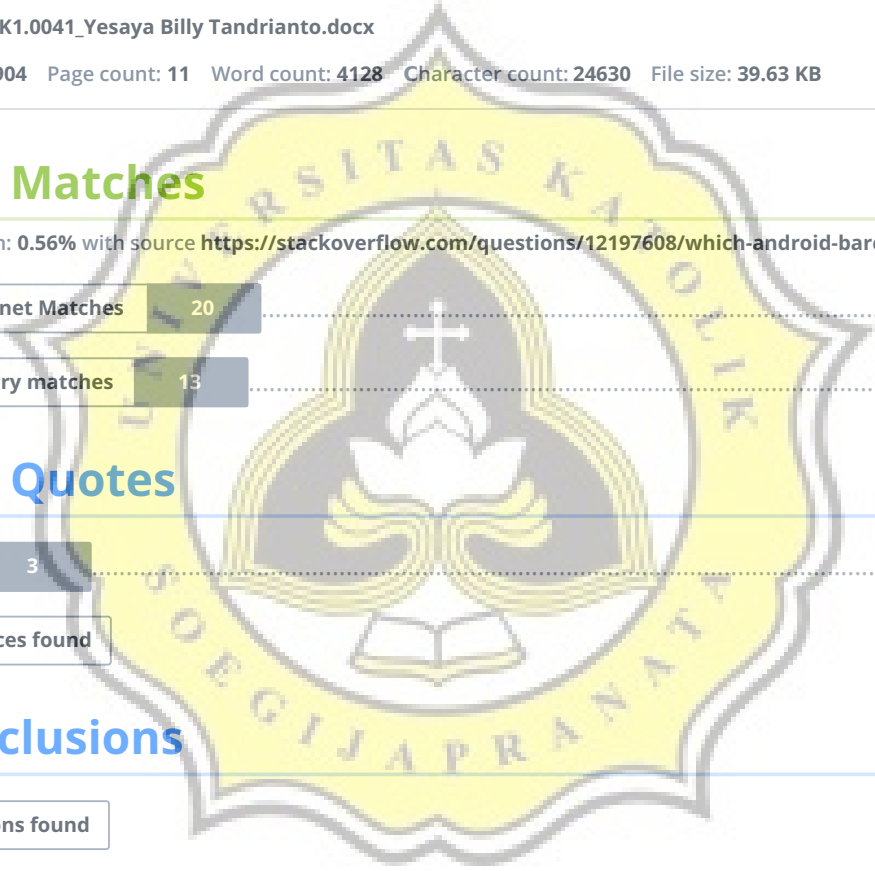 K1.0041_Yesaya Billy Tandrianto.docx
904 Page count: 11 Word count: 4128 Character count: 24630 File size: 39.63 KB
Matches
0.56% with source https://stackoverflow.com/questions/12197608/which-android-bar
net Matches 20
ry matches 13
Quotes
3
ces found
clusions
ns found
UNIVERSITAS KATOLIK
SOEGIJAPRANATA